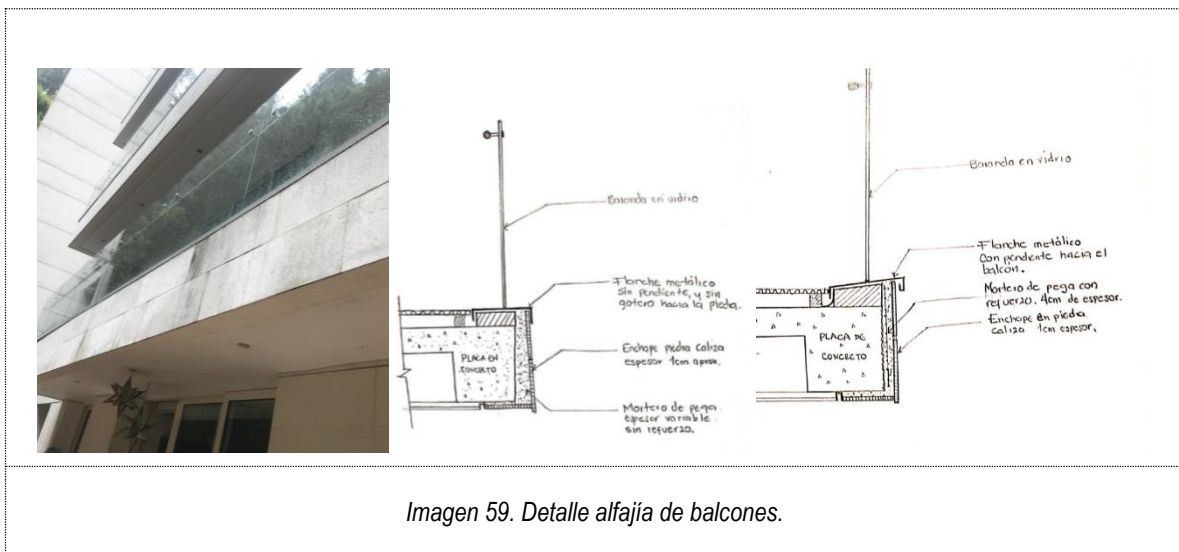 Baranda en vidrio
Flanche metálico
sin pendiente, y sin
gotero hacia la piedra.
PLACA EN
CONCRETO
Enchape piedra caliza
espesor 1cm aprox.
Mortero de pega
espesor variable
sin refuerzo.
Baranda en vidrio
Flanche metálico
con pendente hacia el
balcón.
Mortero de pega con
refuerzo. 4cm de espesor.
Enchape en piedra
caliza 1cm espesor.
PLACA DE
CONCRETO
Imagen 59. Detalle alfajía de balcones.